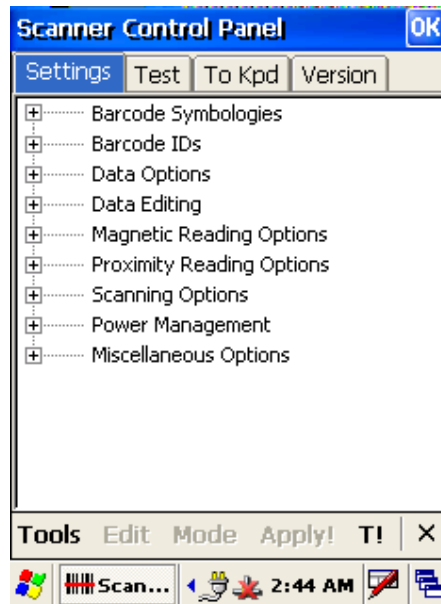 Scanner Control Panel OK
Settings Test To Kpd Version
Barcode Symbologies
Barcode IDs
Data Options
Data Editing
Magnetic Reading Options
Proximity Reading Options
Scanning Options
Power Management
Miscellaneous Options
Tools Edit Mode Apply! T! ×
Scan... 2:44 AM